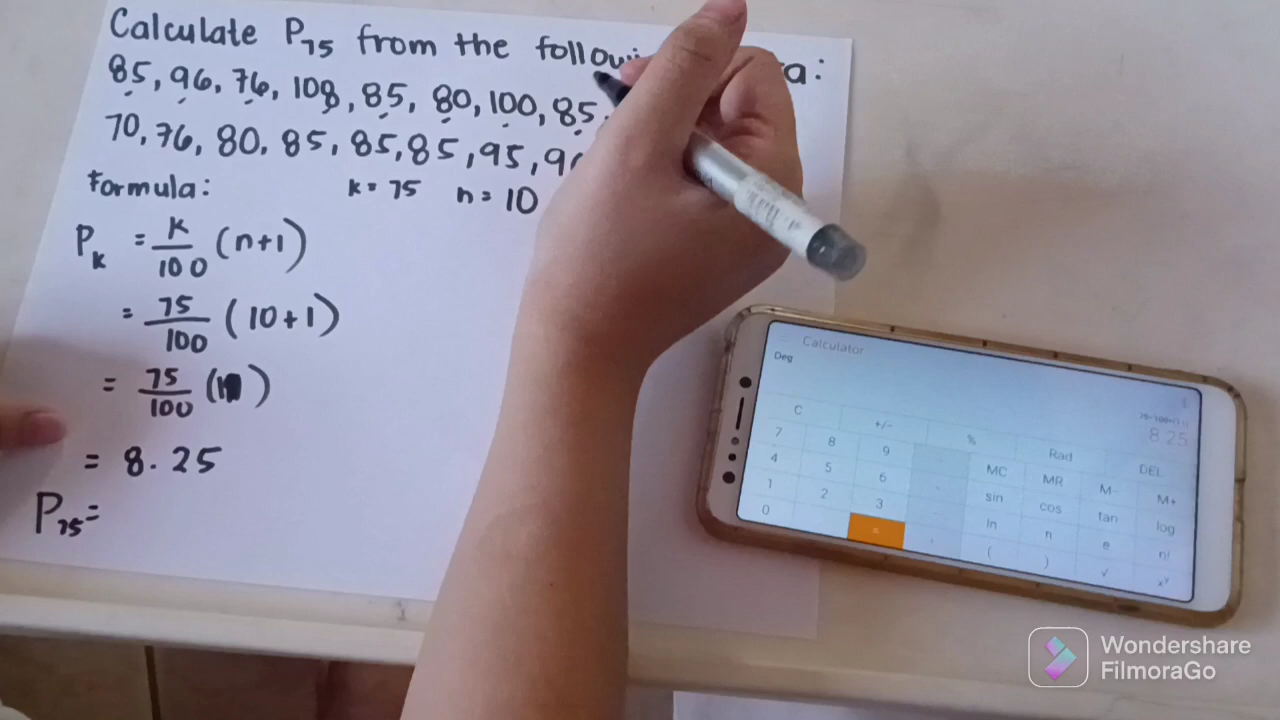 Calculate P75 from the
85, 96, 76, 108, 85, 80, 100, 85,
70, 76, 80, 85, 85, 85, 95,
Formula: k = 75 n = 10
Pk = k/100 (n+1)
= 75/100 (10+1)
= 75/100 (11)
= 8.25
P75=
Calculator
Deg
8.25
C +/- % Rad DEL
7 8 9 MC MR M- M+
4 5 6 sin cos tan log
1 2 3 ln n e n!
0 = ( ) √ xʸ
Wondershare
FilmoraGo